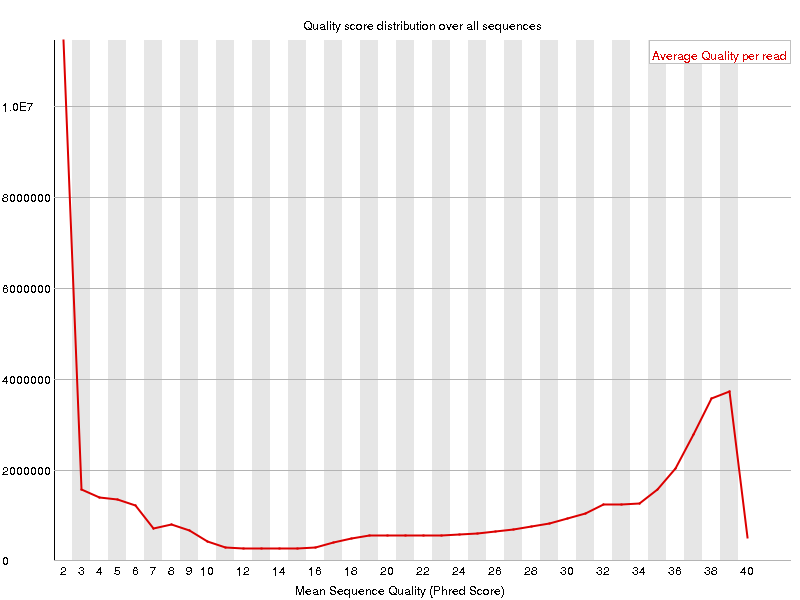 Quality score distribution over all sequences
Average Quality per read
1.0E7
8000000
6000000
4000000
2000000
0
2 3 4 5 6 7 8 9 10 12 14 16 18 20 22 24 26 28 30 32 34 36 38 40
Mean Sequence Quality (Phred Score)